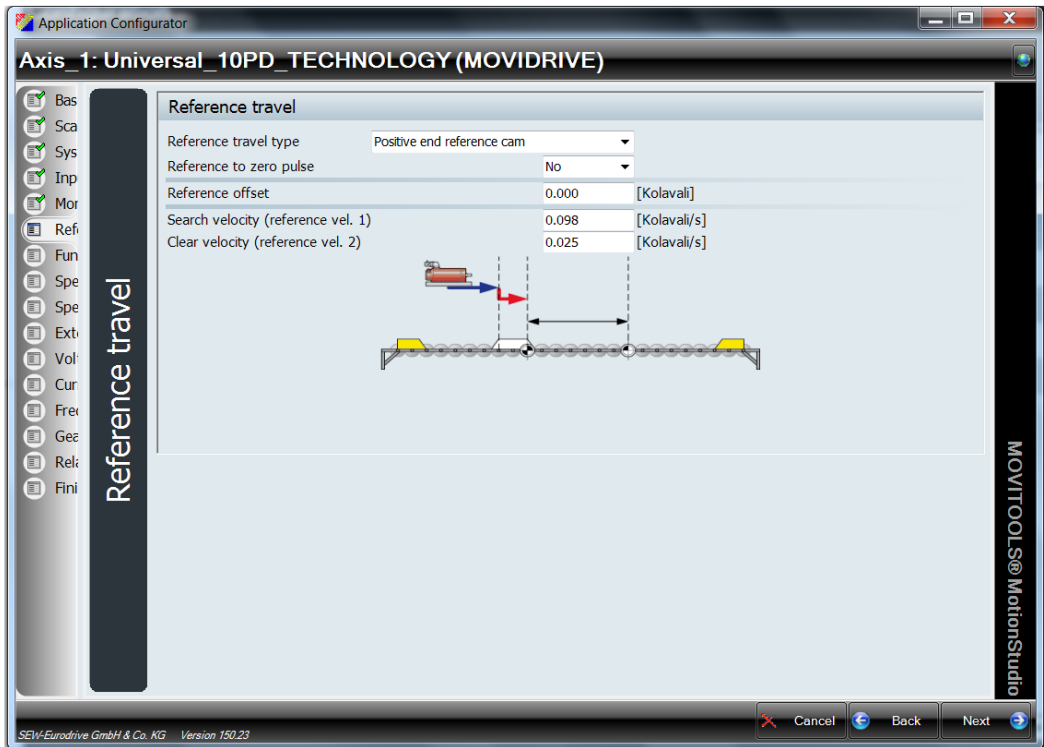 Application Configurator
Axis_1: Universal_10PD_TECHNOLOGY (MOVIDRIVE)
Bas
Sca
Sys
Inp
Mor
Refe
Fun
Spe
Spe
Exte
Vol
Cur
Freq
Gea
Rela
Fini
Reference travel
Reference travel
Reference travel type Positive end reference cam
Reference to zero pulse No
Reference offset 0.000 [Kolavali]
Search velocity (reference vel. 1) 0.098 [Kolavali/s]
Clear velocity (reference vel. 2) 0.025 [Kolavali/s]
MOVITOOLS® MotionStudio
Cancel Back Next
SEW-Eurodrive GmbH & Co. KG Version 150.23